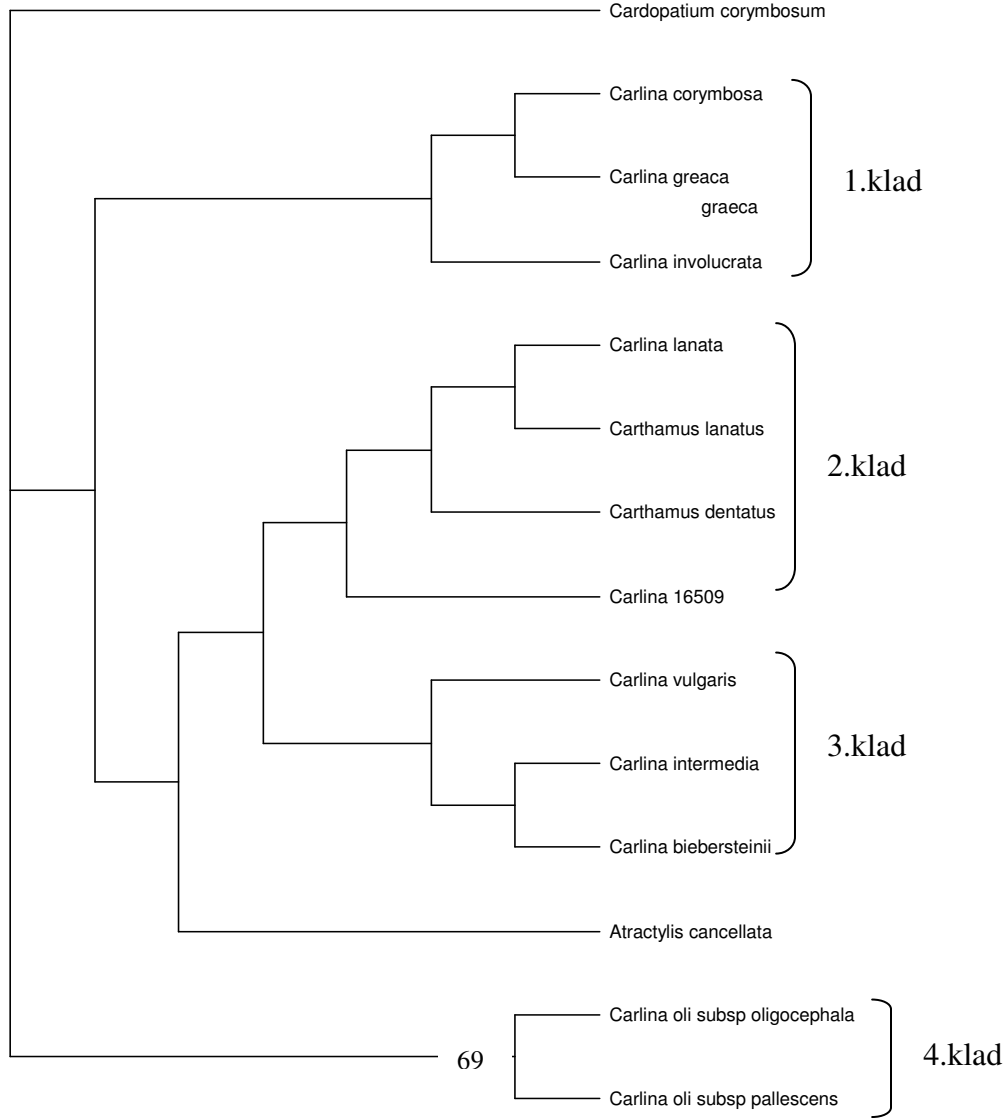 Cardopatium corymbosum
Carlina corymbosa
Carlina greaca
graeca
1.klad
Carlina involucrata
Carlina lanata
Carthamus lanatus
2.klad
Carthamus dentatus
Carlina 16509
Carlina vulgaris
3.klad
Carlina intermedia
Carlina biebersteinii
Atractylis cancellata
Carlina oli subsp oligocephala
69
4.klad
Carlina oli subsp pallescens